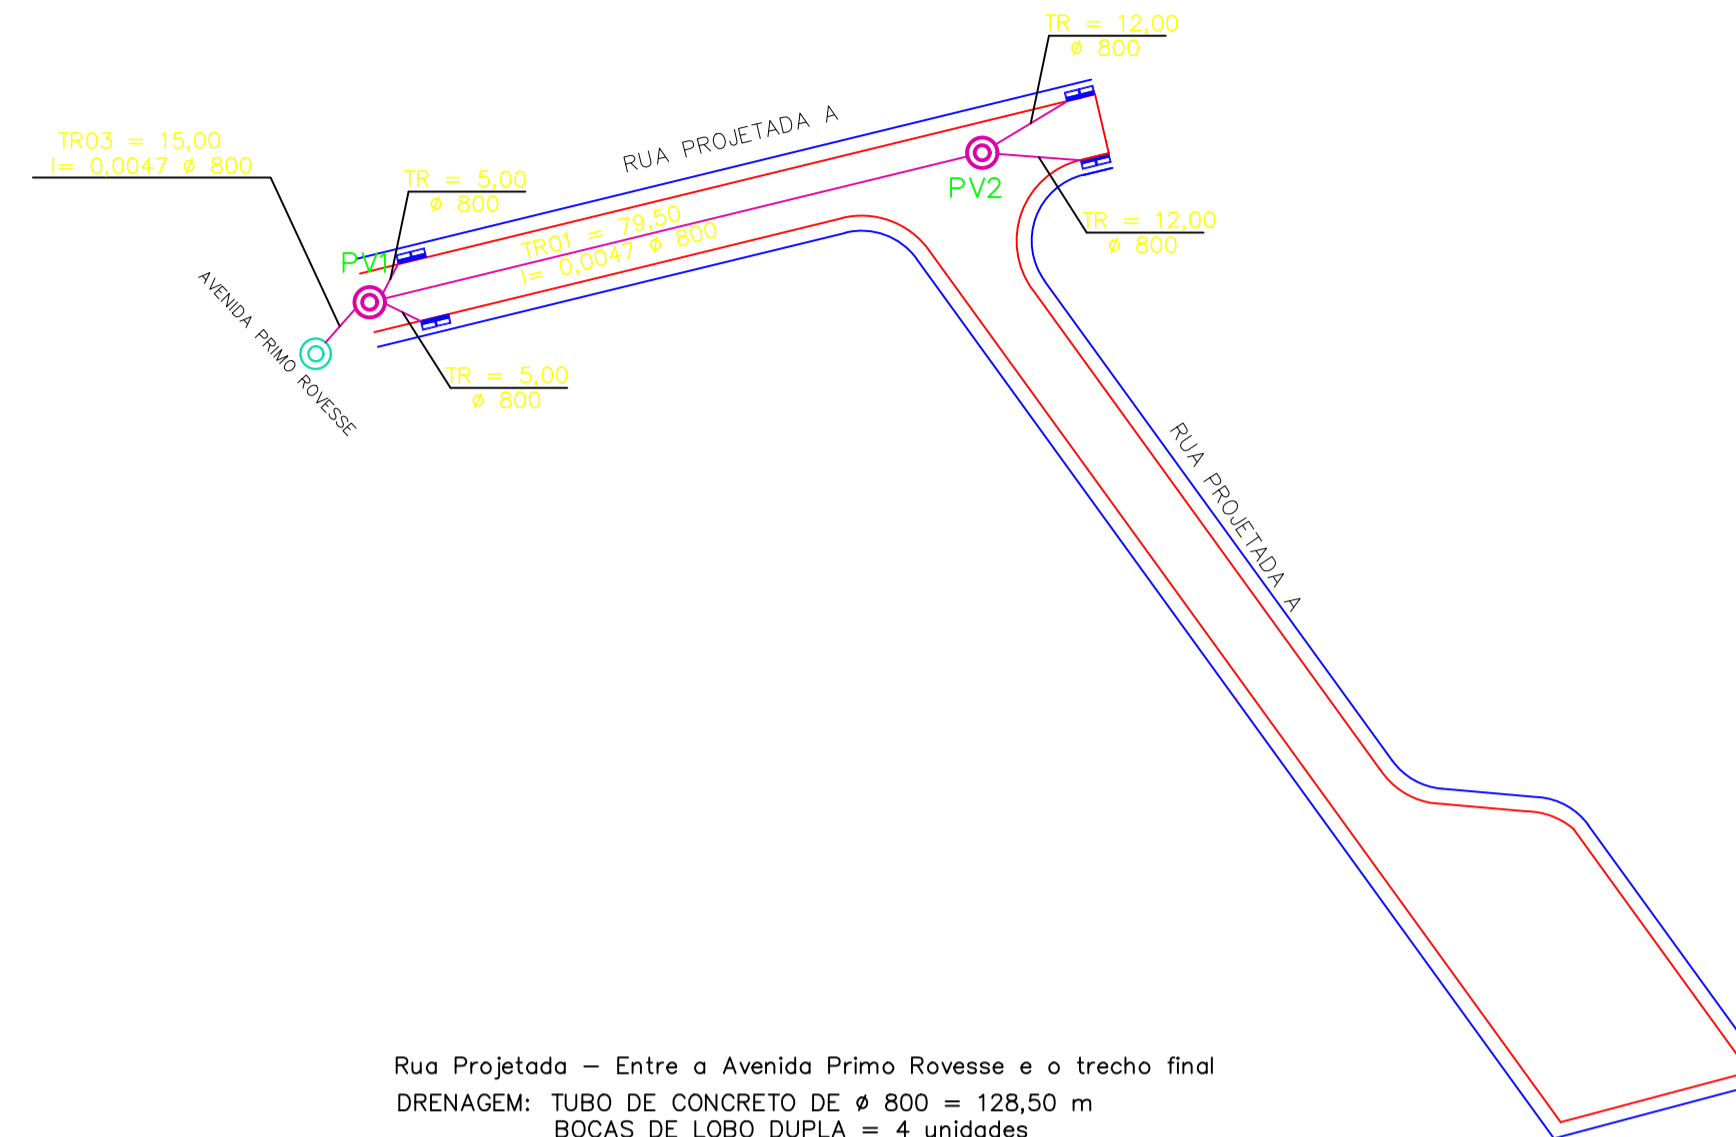 TR = 12,00
ø 800
RUA PROJETADA A
TR03 = 15,00
I= 0,0047 ø 800
TR = 5,00
ø 800
PV2
TR01 = 79,50
I= 0,0047 ø 800
TR = 12,00
ø 800
PV1
AVENIDA PRIMO ROVESSE
TR = 5,00
ø 800
RUA PROJETADA A
Rua Projetada – Entre a Avenida Primo Rovesse e o trecho final
DRENAGEM: TUBO DE CONCRETO DE ø 800 = 128,50 m
BOCAS DE LOBO DUPLA = 4 unidades